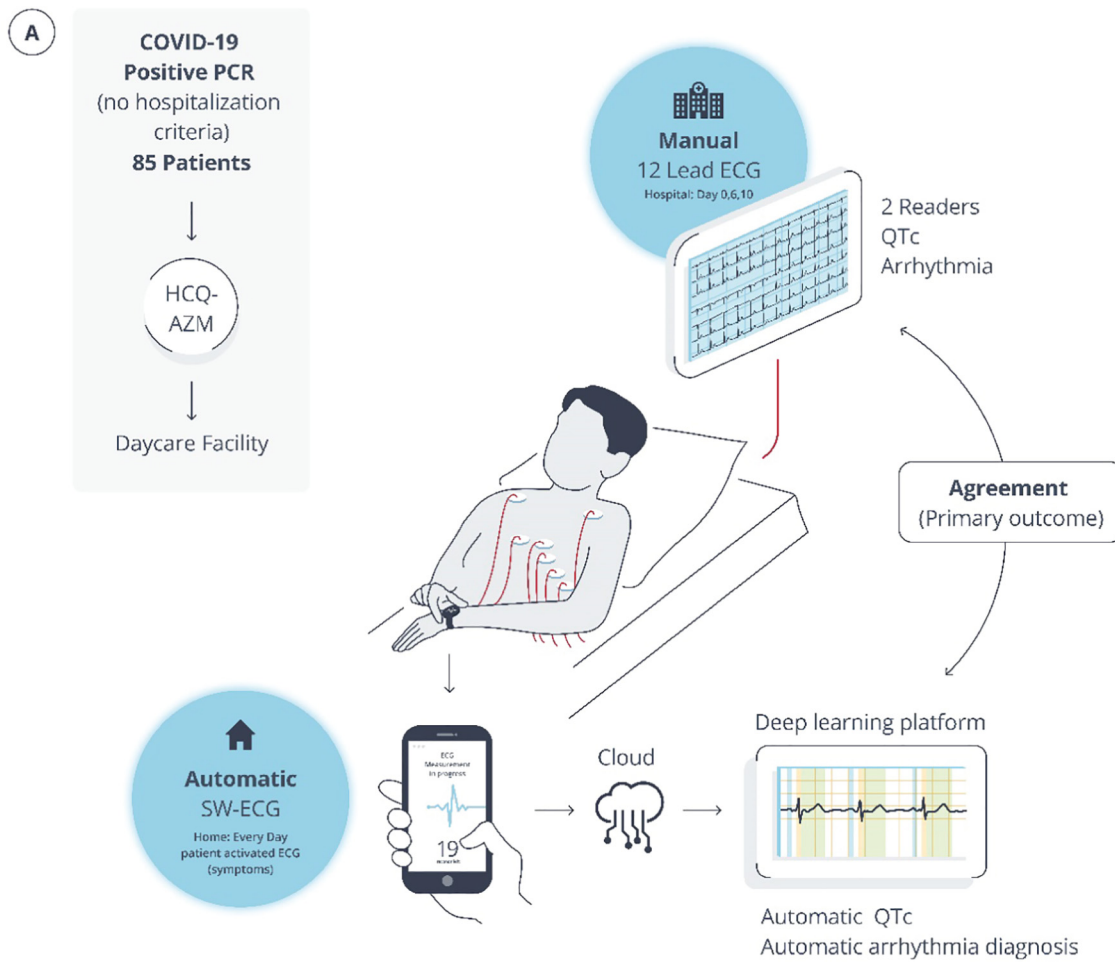 A
COVID-19
Positive PCR
(no hospitalization
criteria)
85 Patients
HCQ-
AZM
Daycare Facility
Manual
12 Lead ECG
Hospital: Day 0,6,10
2 Readers
QTc
Arrhythmia
Agreement
(Primary outcome)
Automatic
SW-ECG
Home: Every Day
patient activated ECG
(symptoms)
ECG
Measurement
in progress
19
Cloud
Deep learning platform
Automatic QTc
Automatic arrhythmia diagnosis